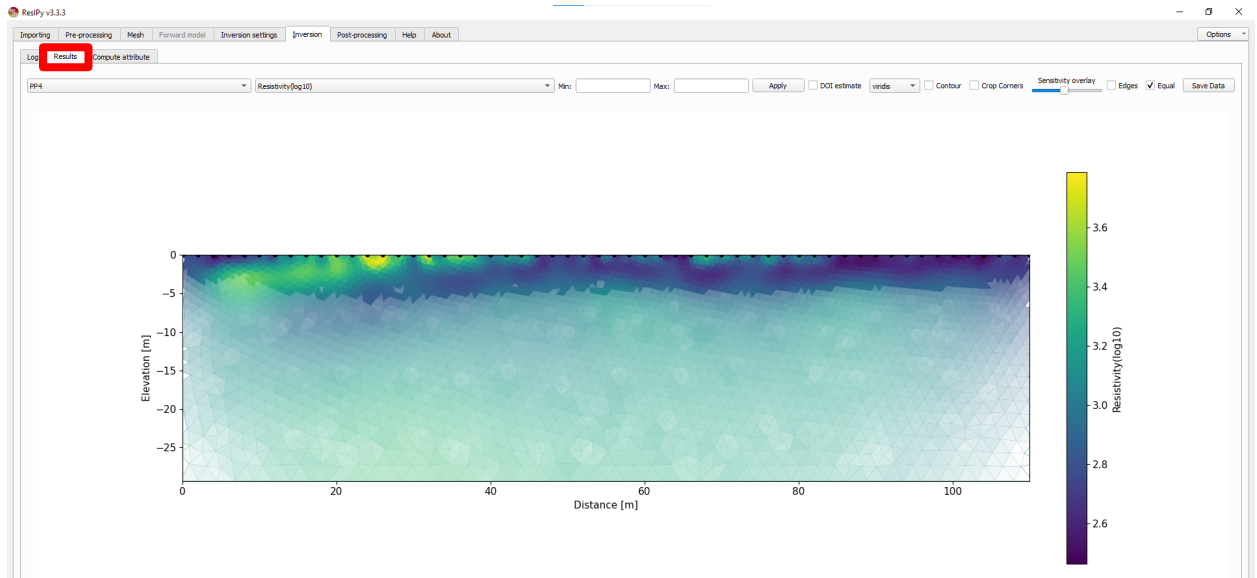 ResIPy v3.3.3
Importing Pre-processing Mesh Forward model Inversion settings Inversion Post-processing Help About Options
Log Results Compute attribute
PP4 Resistivity(log10) Min: Max: Apply DOI estimate viridis Contour Crop Corners Sensitivity overlay Edges Equal Save Data
0
−5
−10
−15
−20
−25
Elevation [m]
0 20 40 60 80 100
Distance [m]
3.6
3.4
3.2
3.0
2.8
2.6
Resistivity(log10)